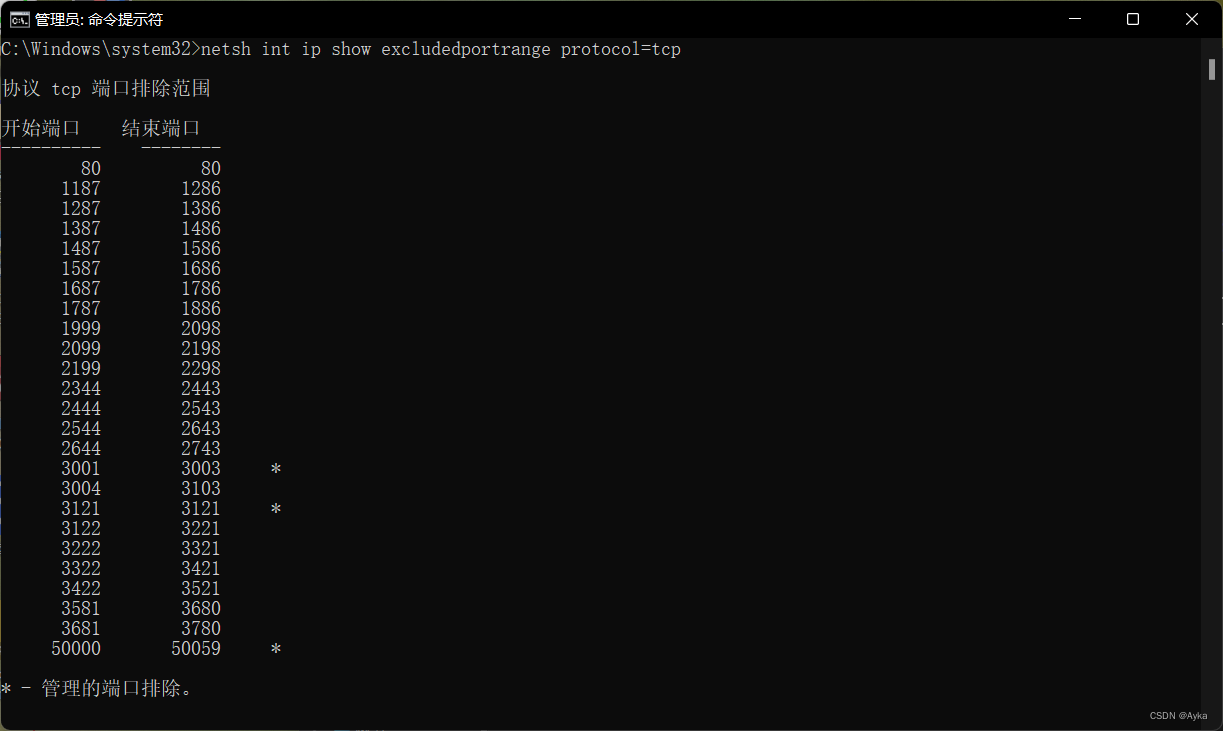 管理员: 命令提示符
C:\Windows\system32>netsh int ip show excludedportrange protocol=tcp
协议 tcp 端口排除范围
开始端口    结束端口
----------    --------
80          80
1187        1286
1287        1386
1387        1486
1487        1586
1587        1686
1687        1786
1787        1886
1999        2098
2099        2198
2199        2298
2344        2443
2444        2543
2544        2643
2644        2743
3001        3003     *
3004        3103
3121        3121     *
3122        3221
3222        3321
3322        3421
3422        3521
3581        3680
3681        3780
50000       50059     *
* - 管理的端口排除。
CSDN @Ayka